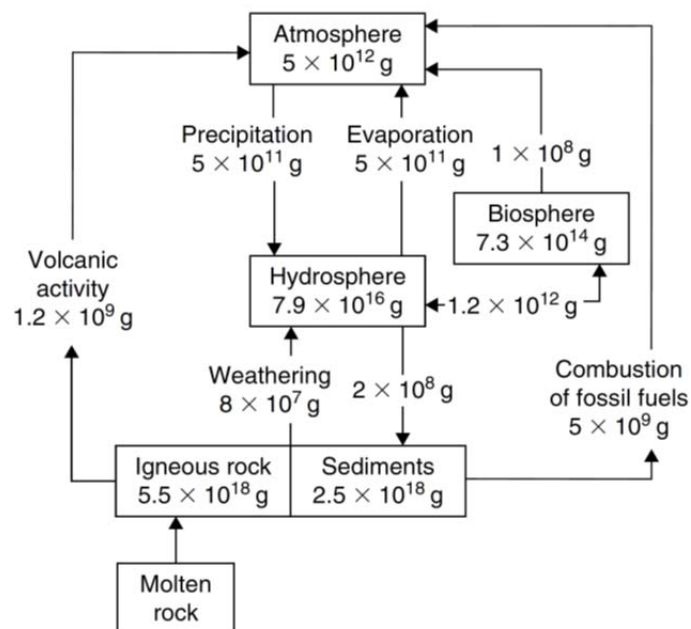 Atmosphere
5 × 10¹² g
Precipitation
5 × 10¹¹ g
Evaporation
5 × 10¹¹ g
1 × 10⁸ g
Biosphere
7.3 × 10¹⁴ g
Volcanic
activity
1.2 × 10⁹ g
Hydrosphere
7.9 × 10¹⁶ g
1.2 × 10¹² g
Weathering
8 × 10⁷ g
2 × 10⁸ g
Combustion
of fossil fuels
5 × 10⁹ g
Igneous rock
5.5 × 10¹⁸ g
Sediments
2.5 × 10¹⁸ g
Molten
rock